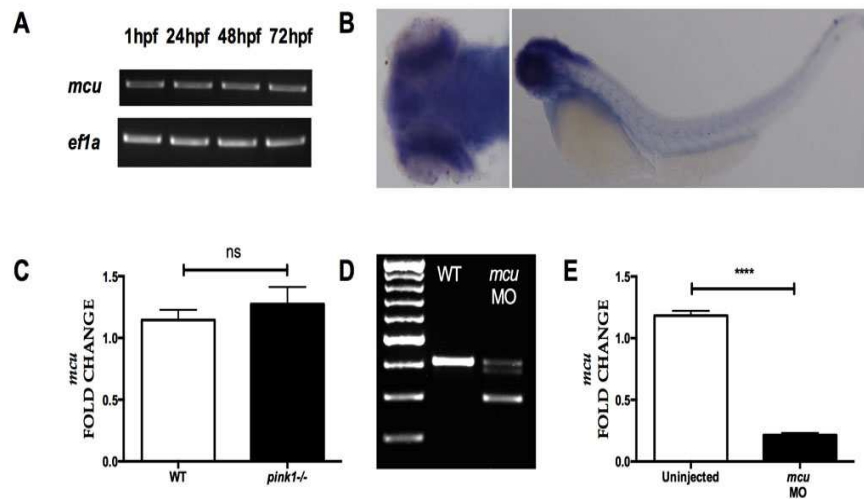 A
1hpf 24hpf 48hpf 72hpf
mcu
ef1a
B
C
ns
1.5
1.0
0.5
0.0
mcu
FOLD CHANGE
WT
pink1-/-
D
WT
mcu
MO
E
****
1.5
1.0
0.5
0.0
mcu
FOLD CHANGE
Uninjected
mcu
MO